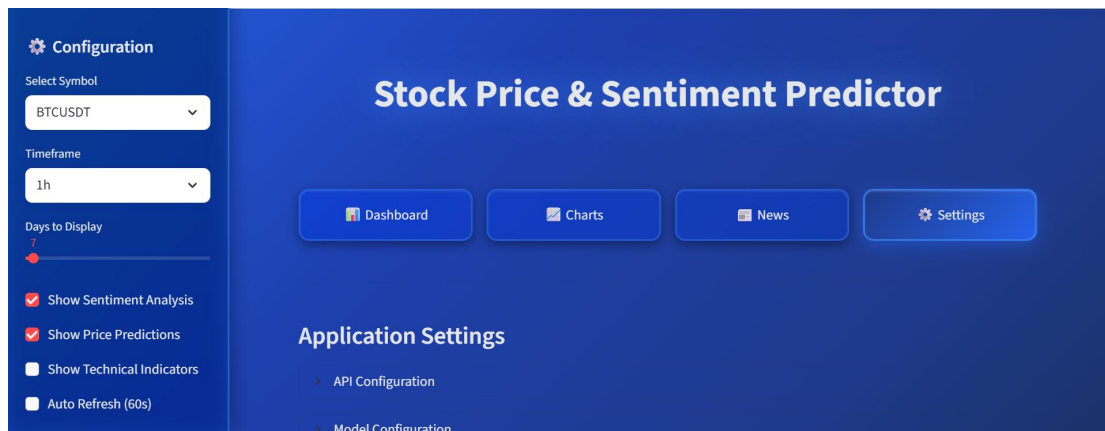 Configuration
Select Symbol
BTCUSDT
Timeframe
1h
Days to Display
7
Show Sentiment Analysis
Show Price Predictions
Show Technical Indicators
Auto Refresh (60s)
Stock Price & Sentiment Predictor
Dashboard
Charts
News
Settings
Application Settings
API Configuration
Model Configuration